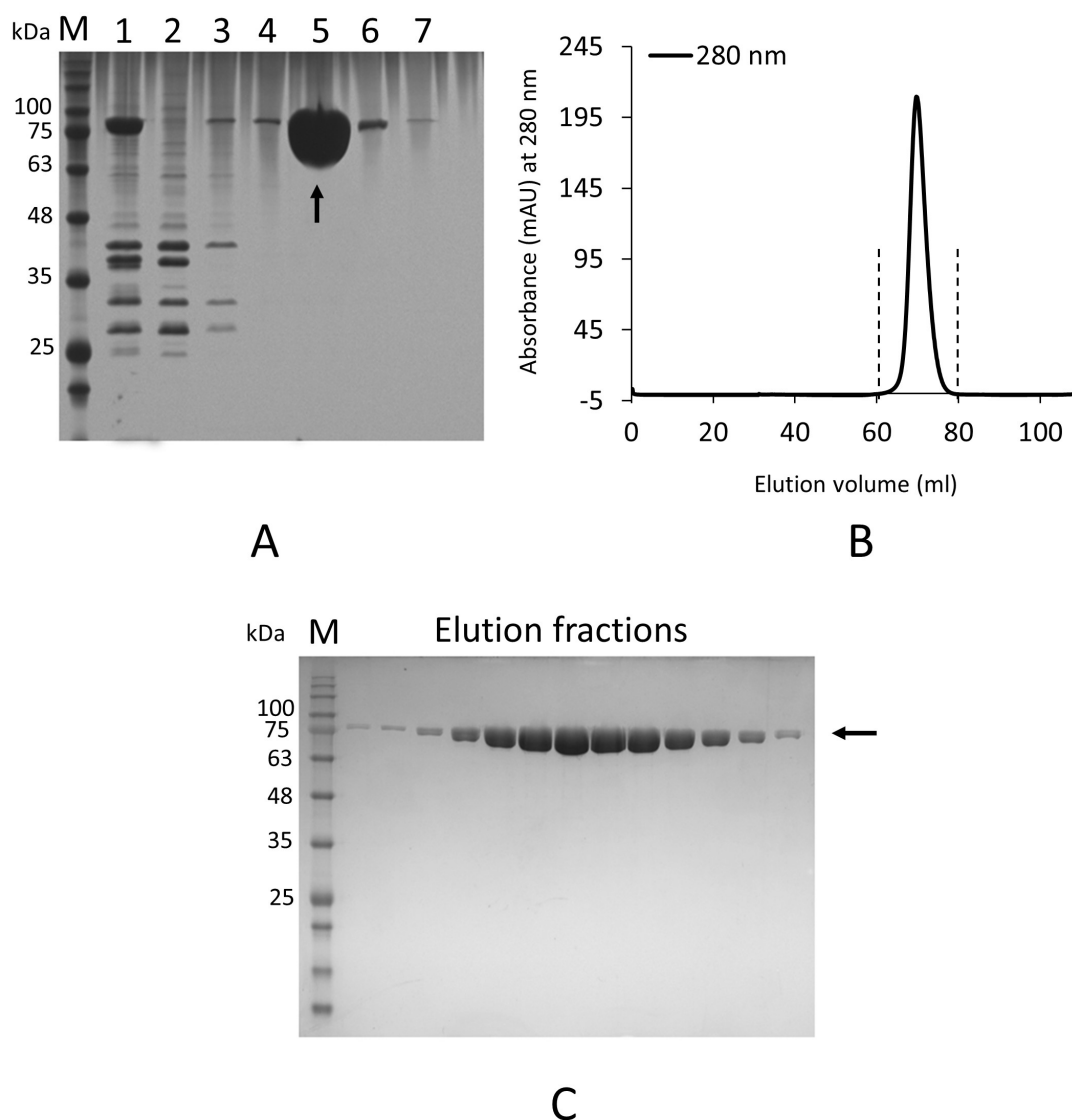 kDa M 1 2 3 4 5 6 7
100
75
63
48
35
25
A
Absorbance (mAU) at 280 nm
245
195
145
95
45
-5
280 nm
0 20 40 60 80 100
Elution volume (ml)
B
kDa M Elution fractions
100
75
63
48
35
25
C